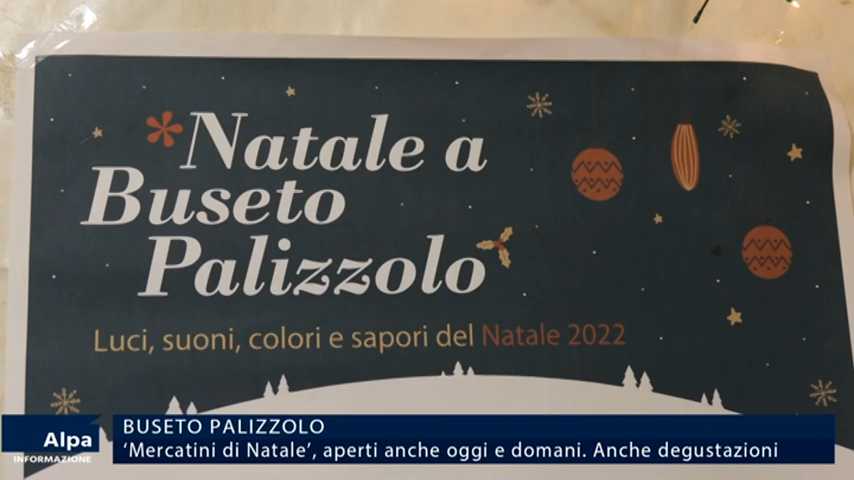 Natale a
Buseto
Palizzolo
Luci, suoni, colori e sapori del Natale 2022
BUSETO PALIZZOLO
Alpa
INFORMAZIONE
‘Mercatini di Natale’, aperti anche oggi e domani. Anche degustazioni